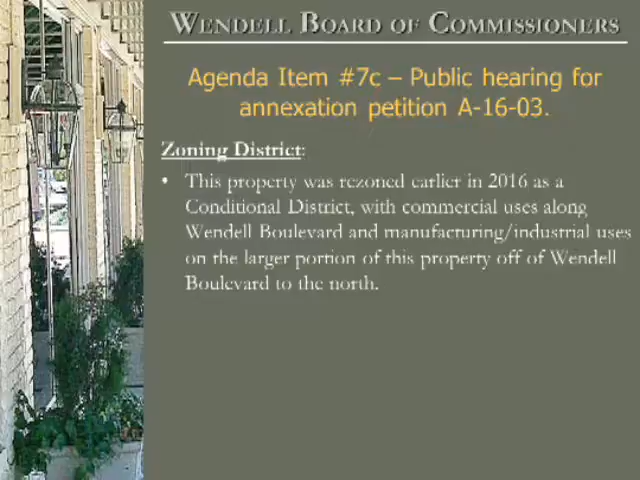 WENDELL BOARD OF COMMISSIONERS
Agenda Item #7c – Public hearing for
annexation petition A-16-03.
Zoning District:
• This property was rezoned earlier in 2016 as a
Conditional District, with commercial uses along
Wendell Boulevard and manufacturing/industrial uses
on the larger portion of this property off of Wendell
Boulevard to the north.